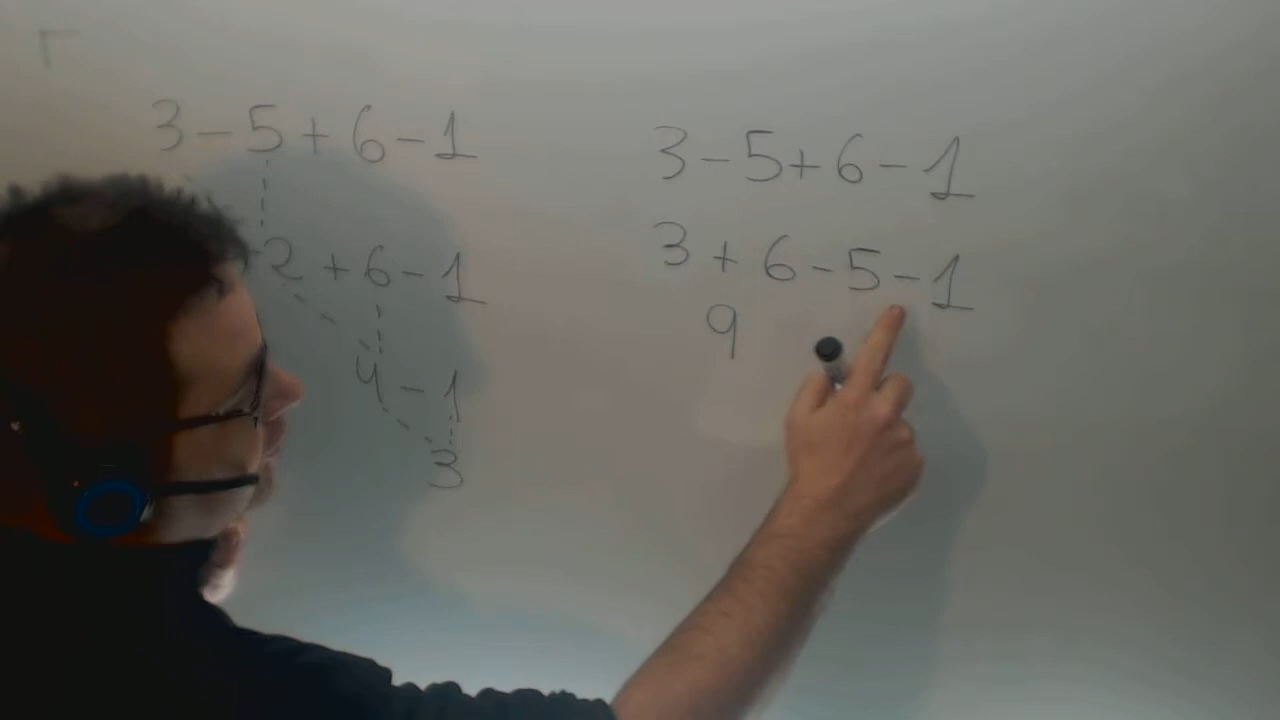 3 - 5 + 6 - 1
-2 + 6 - 1
4 - 1
3
3 - 5 + 6 - 1
3 + 6 - 5 - 1
9